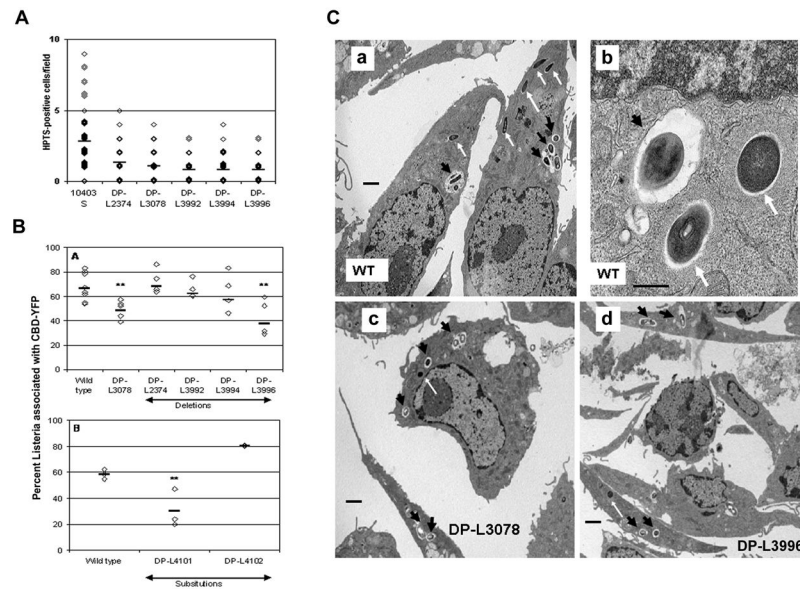 A
HPTS-positive cells/field
10
5
0
10403
S
DP-
L2374
DP-
L3078
DP-
L3992
DP-
L3994
DP-
L3996
B
Percent Listeria associated with CBD-YFP
A
100
80
60
40
20
0
**
**
Wild
type
DP-
L3078
DP-
L2374
DP-
L3992
DP-
L3994
DP-
L3996
Deletions
B
100
80
60
40
20
0
**
Wild type
DP-L4101
DP-L4102
Subsitutions
C
a
WT
b
WT
c
DP-L3078
d
DP-L3996